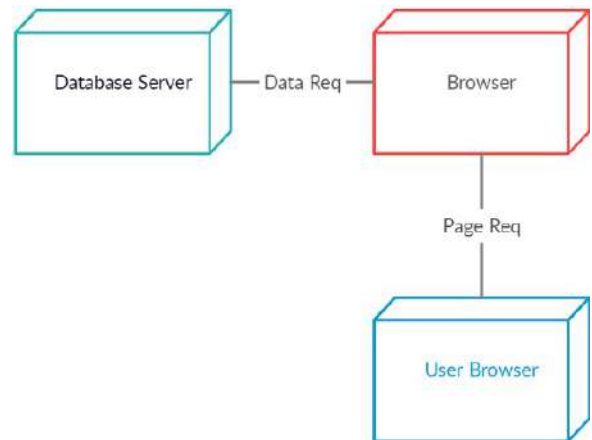 Database Server
Data Req
Browser
Page Req
User Browser